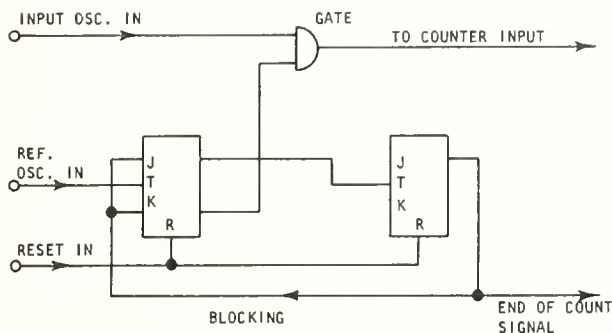 INPUT OSC. IN
GATE
TO COUNTER INPUT
REF.
OSC. IN
J
T
K
R
J
T
K
R
RESET IN
BLOCKING
END OF COUNT
SIGNAL